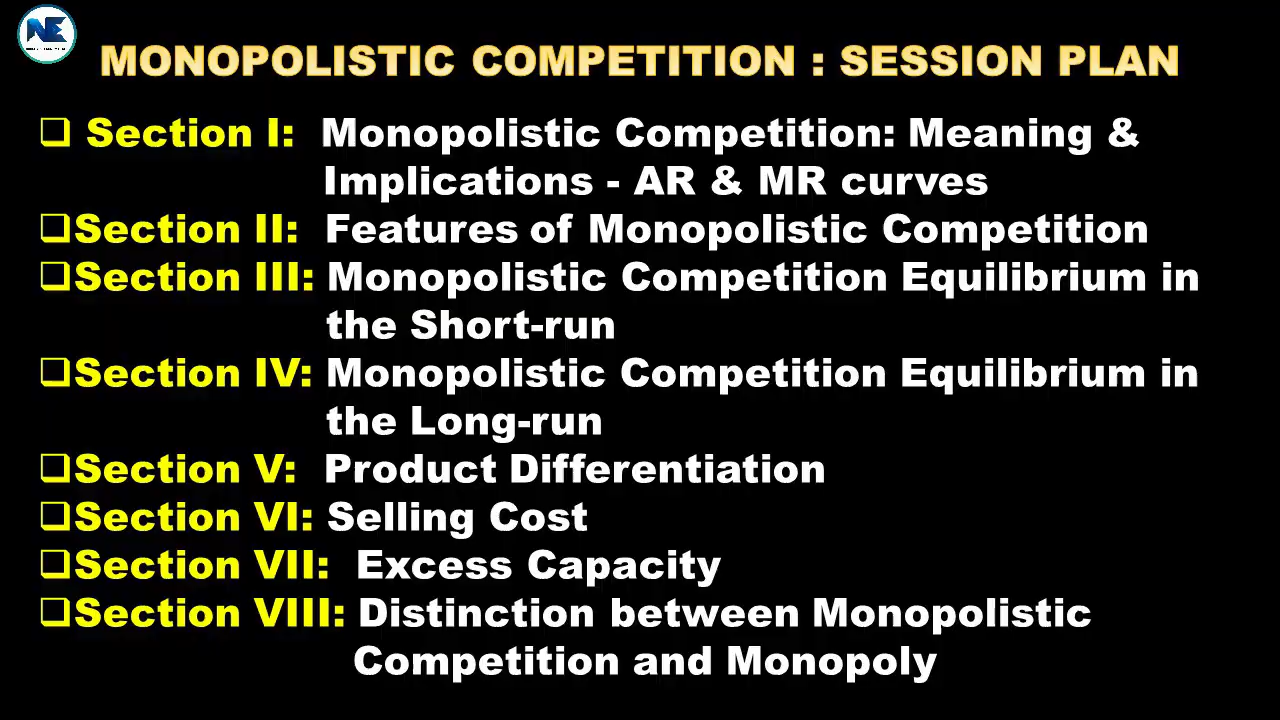 NE
MONOPOLISTIC COMPETITION : SESSION PLAN
Section I: Monopolistic Competition: Meaning &
Implications - AR & MR curves
Section II: Features of Monopolistic Competition
Section III: Monopolistic Competition Equilibrium in
the Short-run
Section IV: Monopolistic Competition Equilibrium in
the Long-run
Section V: Product Differentiation
Section VI: Selling Cost
Section VII: Excess Capacity
Section VIII: Distinction between Monopolistic
Competition and Monopoly